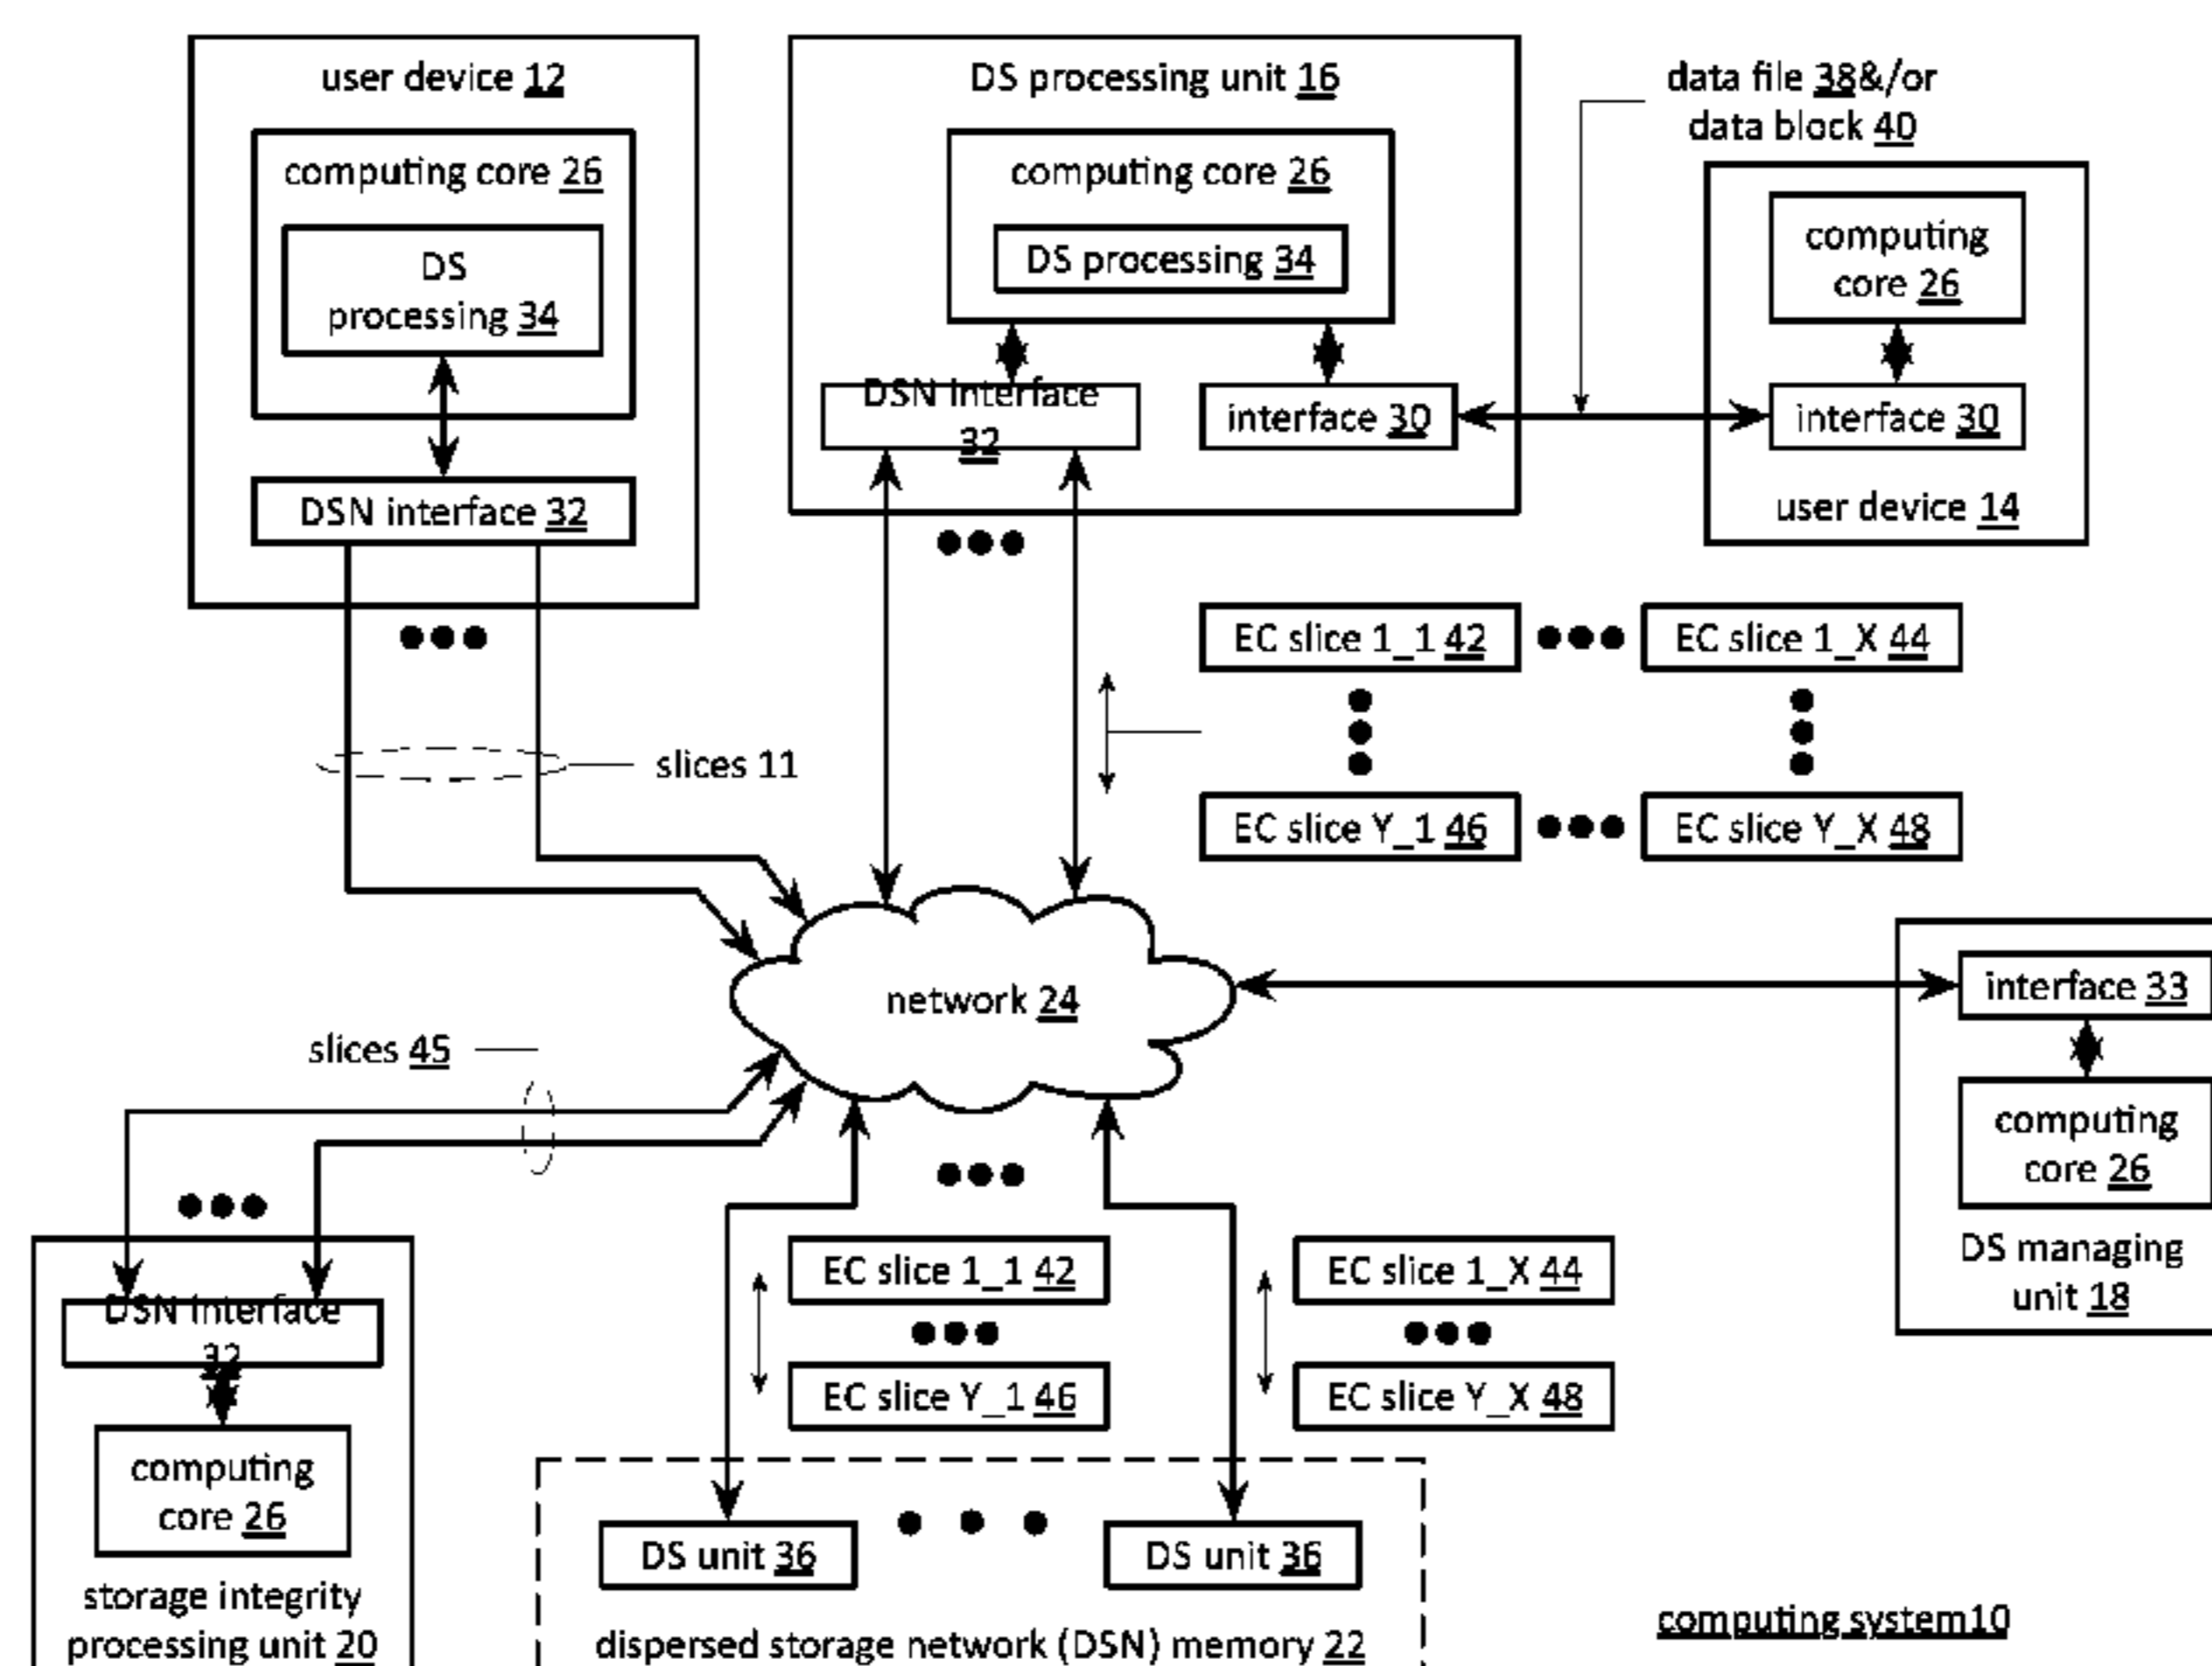 user device 12
computing core 26
DS
processing 34
DSN interface 32
slices 11
DS processing unit 16
computing core 26
DS processing 34
DSN interface
32
interface 30
data file 38&/or
data block 40
computing
core 26
interface 30
user device 14
EC slice 1_1 42
EC slice 1_X 44
EC slice Y_1 46
EC slice Y_X 48
network 24
interface 33
computing
core 26
DS managing
unit 18
slices 45
DSN interface
32
computing
core 26
storage integrity
processing unit 20
EC slice 1_1 42
EC slice 1_X 44
EC slice Y_1 46
EC slice Y_X 48
DS unit 36
DS unit 36
dispersed storage network (DSN) memory 22
computing system10